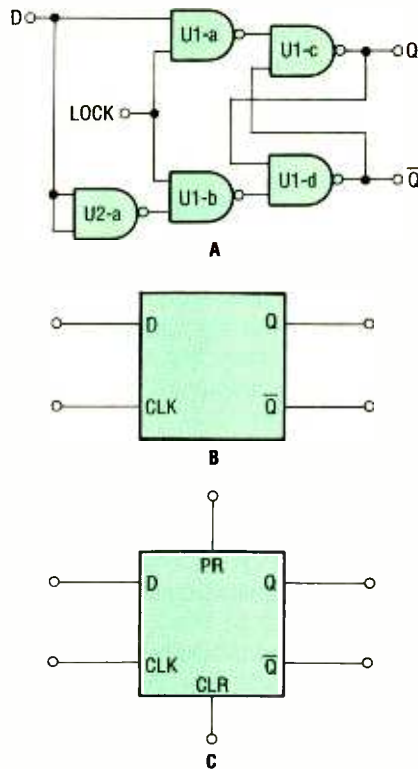 D
U1-a
U1-c
Q
LOCK
U2-a
U1-b
U1-d
Q̅
A
D
Q
CLK
Q̅
B
PR
D
Q
CLK
Q̅
CLR
C